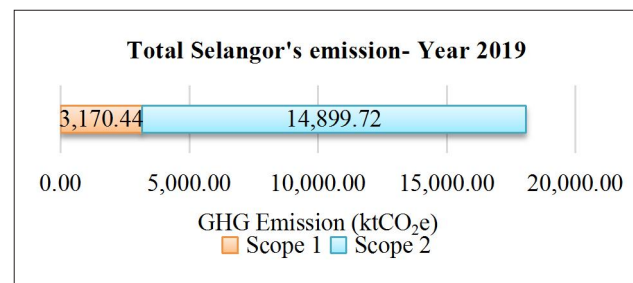 Total Selangor's emission- Year 2019
3,170.44 14,899.72
0.00 5,000.00 10,000.00 15,000.00 20,000.00
GHG Emission (ktCO₂e)
Scope 1 Scope 2